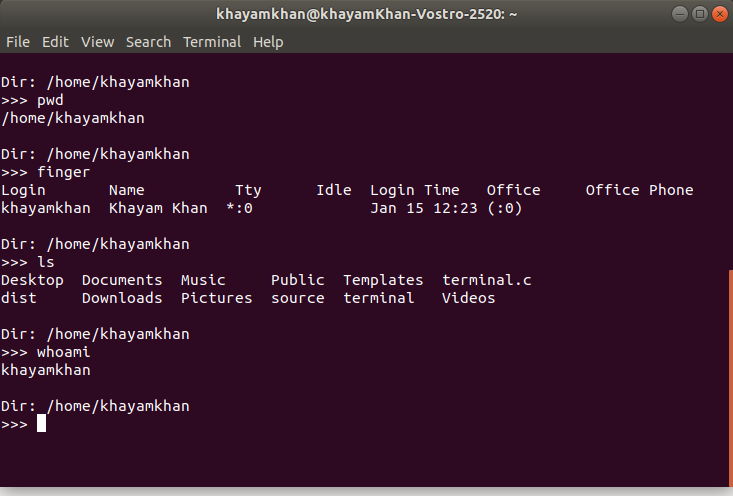 khayamkhan@khayamKhan-Vostro-2520: ~
File Edit View Search Terminal Help
Dir: /home/khayamkhan
>>> pwd
/home/khayamkhan
Dir: /home/khayamkhan
>>> finger
Login       Name          Tty      Idle  Login Time   Office     Office Phone
khayamkhan  Khayam Khan  *:0             Jan 15 12:23 (:0)
Dir: /home/khayamkhan
>>> ls
Desktop  Documents  Music     Public  Templates  terminal.c
dist     Downloads  Pictures  source  terminal   Videos
Dir: /home/khayamkhan
>>> whoami
khayamkhan
Dir: /home/khayamkhan
>>>